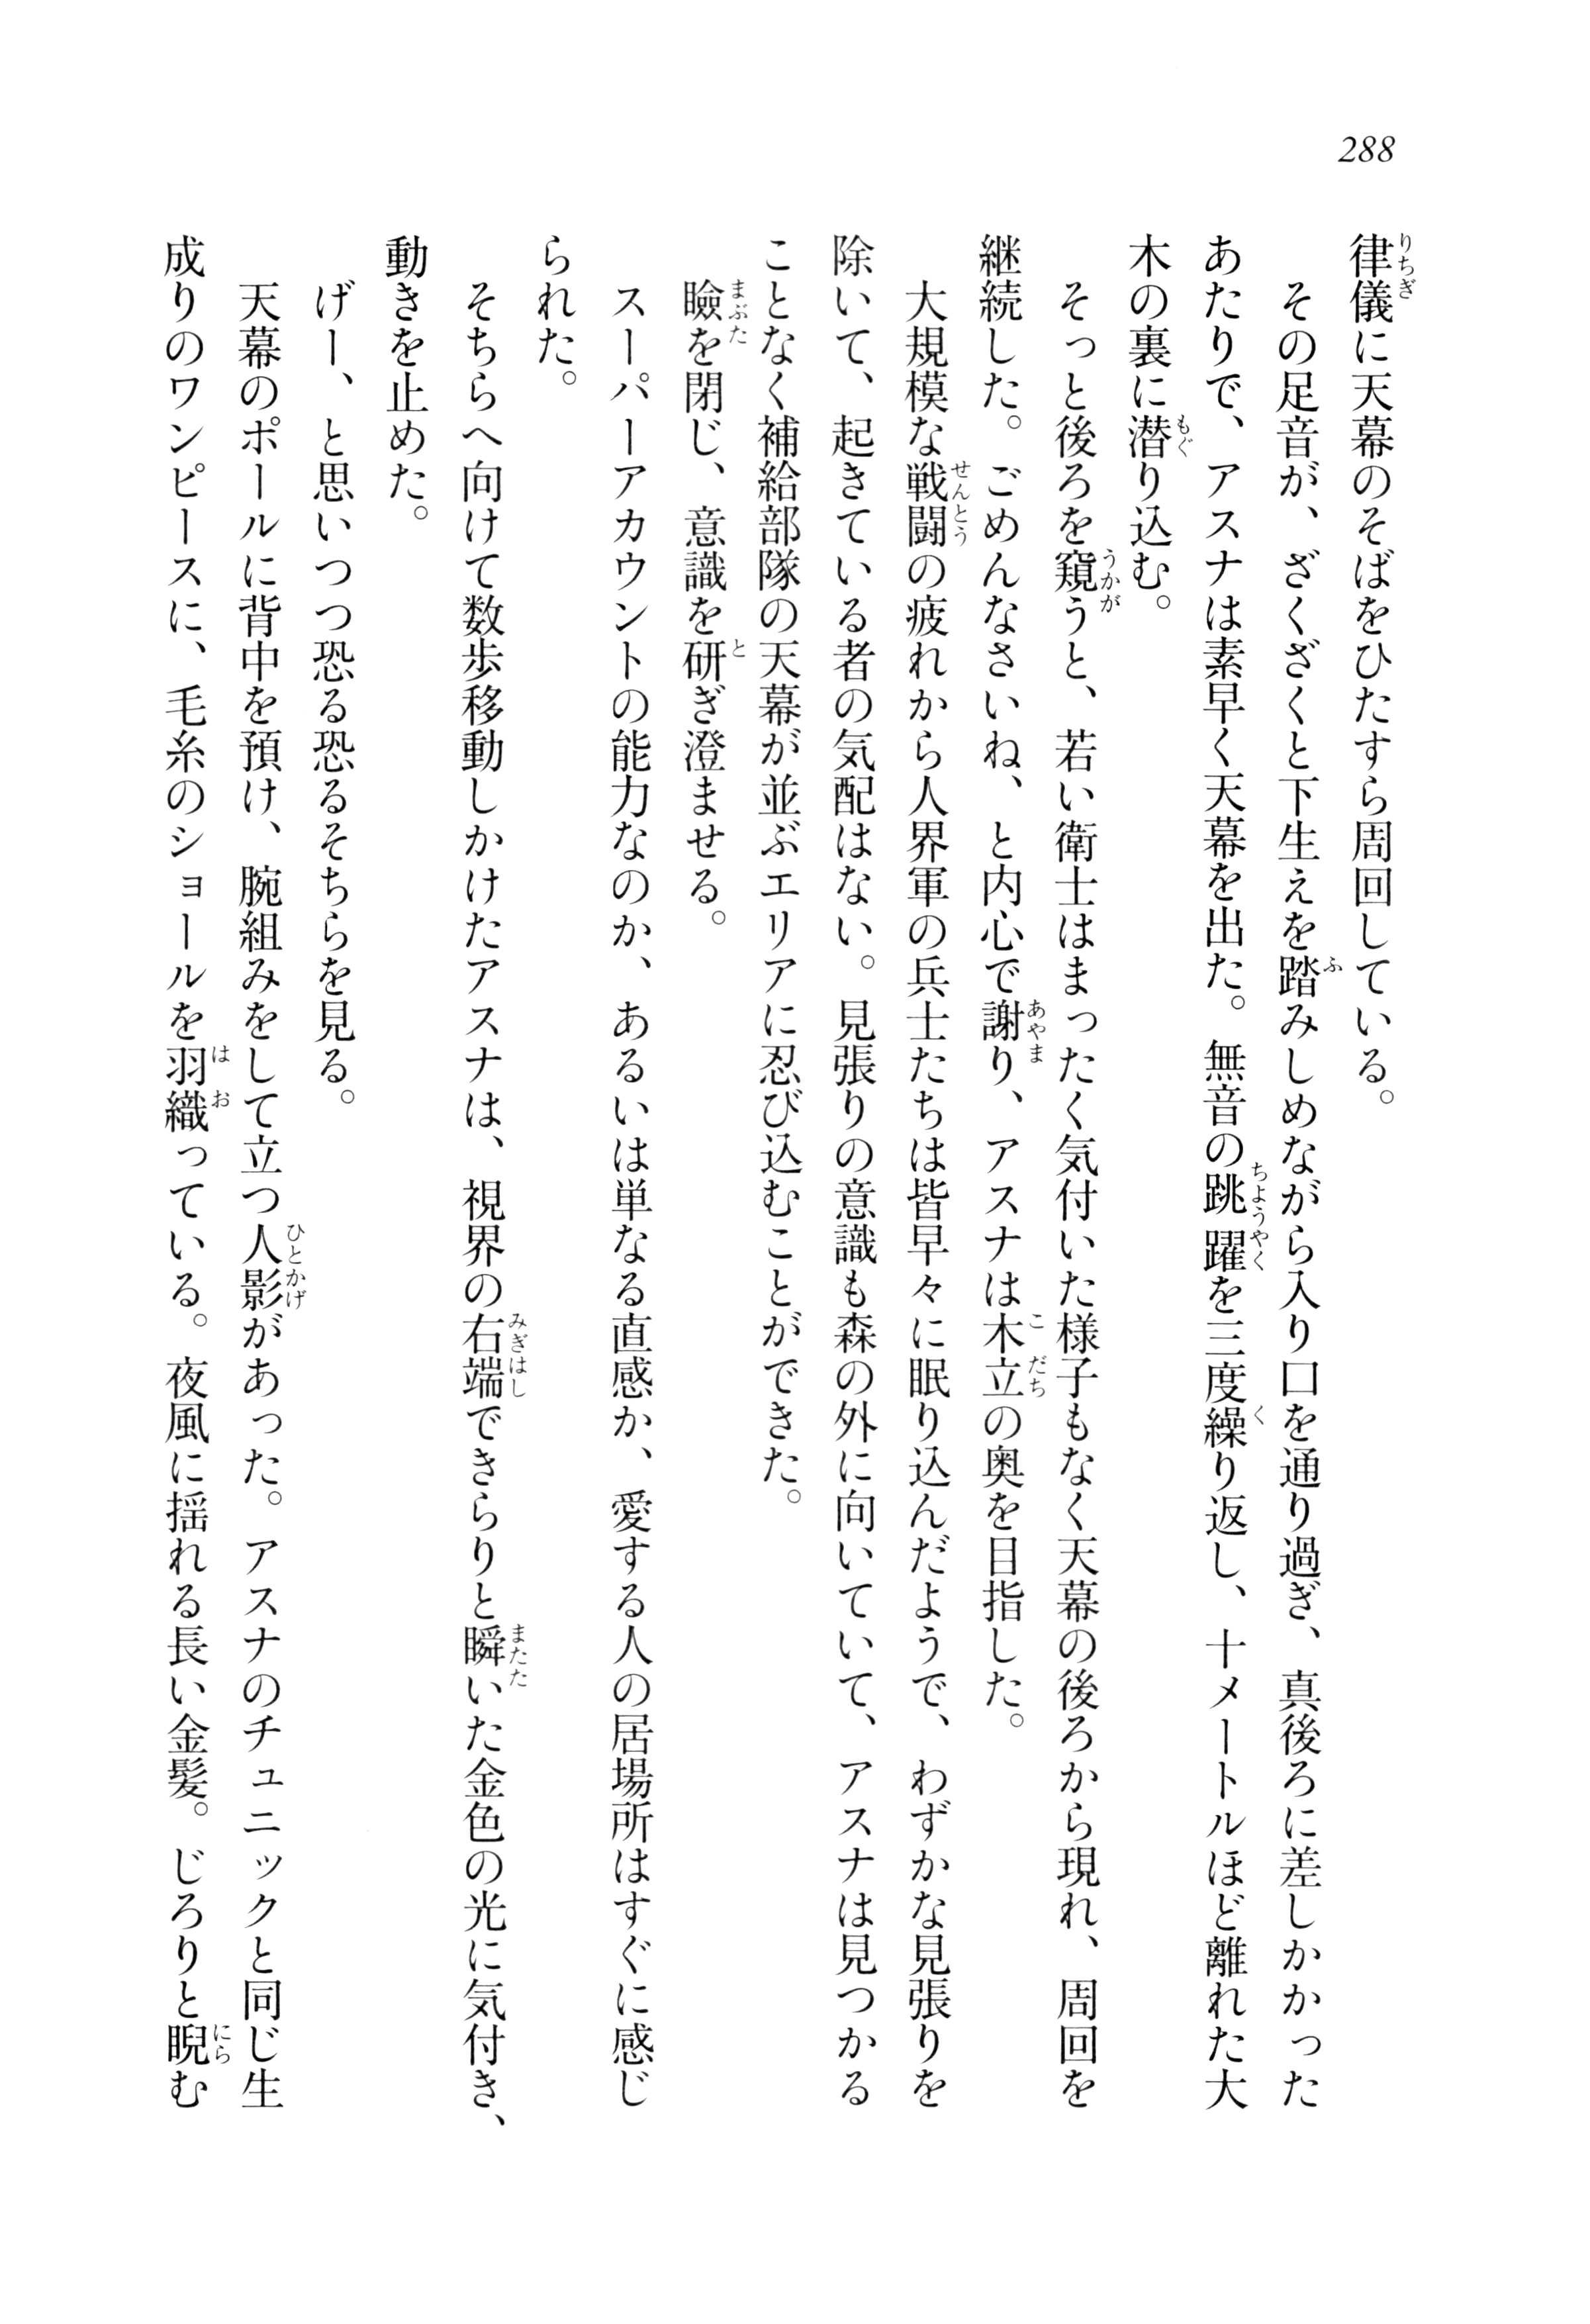 288
律儀に天幕のそばをひたすら周回している。
その足音が、ざくざくと下生えを踏みしめながら入り口を通り過ぎ、真後ろに差しかかった
あたりで、アスナは素早く天幕を出た。無音の跳躍を三度繰り返し、十メートルほど離れた大
木の裏に潜り込む。
そっと後ろを窺うと、若い衛士はまったく気付いた様子もなく天幕の後ろから現れ、周回を
継続した。ごめんなさいね、と内心で謝り、アスナは木立の奥を目指した。
大規模な戦闘の疲れから人界軍の兵士たちは皆早々に眠り込んだようで、わずかな見張りを
除いて、起きている者の気配はない。見張りの意識も森の外に向いていて、アスナは見つかる
ことなく補給部隊の天幕が並ぶエリアに忍び込むことができた。
瞼を閉じ、意識を研ぎ澄ませる。
スーパーアカウントの能力なのか、あるいは単なる直感か、愛する人の居場所はすぐに感じ
られた。
そちらへ向けて数歩移動しかけたアスナは、視界の右端できらりと瞬いた金色の光に気付き、
動きを止めた。
げー、と思いつつ恐る恐るそちらを見る。
天幕のポールに背中を預け、腕組みをして立つ人影があった。アスナのチュニックと同じ生
成りのワンピースに、毛糸のショールを羽織っている。夜風に揺れる長い金髪。じろりと睨む